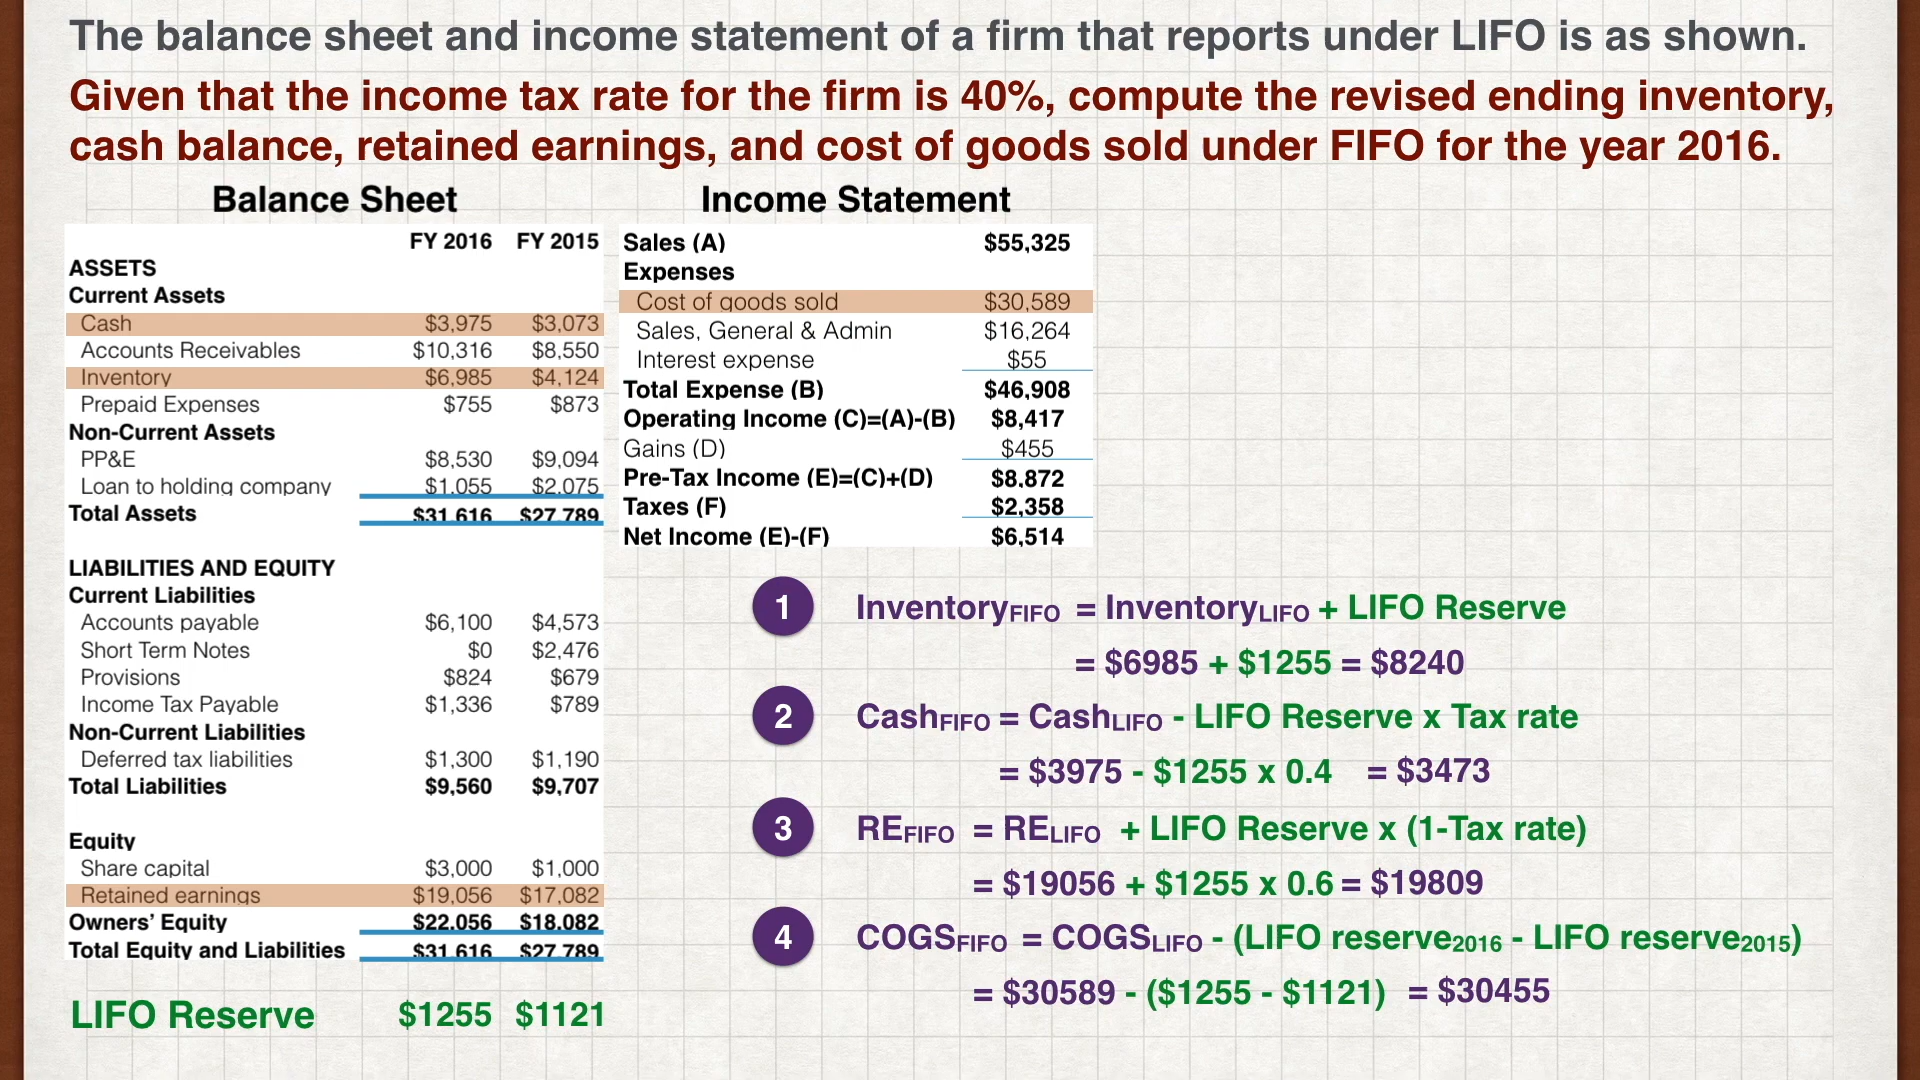 The balance sheet and income statement of a firm that reports under LIFO is as shown.
Given that the income tax rate for the firm is 40%, compute the revised ending inventory,
cash balance, retained earnings, and cost of goods sold under FIFO for the year 2016.
Balance Sheet
FY 2016 FY 2015
ASSETS
Current Assets
Cash $3,975 $3,073
Accounts Receivables $10,316 $8,550
Inventory $6,985 $4,124
Prepaid Expenses $755 $873
Non-Current Assets
PP&E $8,530 $9,094
Loan to holding company $1,055 $2,075
Total Assets $31,616 $27,789
LIABILITIES AND EQUITY
Current Liabilities
Accounts payable $6,100 $4,573
Short Term Notes $0 $2,476
Provisions $824 $679
Income Tax Payable $1,336 $789
Non-Current Liabilities
Deferred tax liabilities $1,300 $1,190
Total Liabilities $9,560 $9,707
Equity
Share capital $3,000 $1,000
Retained earnings $19,056 $17,082
Owners' Equity $22,056 $18,082
Total Equity and Liabilities $31,616 $27,789
LIFO Reserve $1255 $1121
Income Statement
Sales (A) $55,325
Expenses
Cost of goods sold $30,589
Sales, General & Admin $16,264
Interest expense $55
Total Expense (B) $46,908
Operating Income (C)=(A)-(B) $8,417
Gains (D) $455
Pre-Tax Income (E)=(C)+(D) $8,872
Taxes (F) $2,358
Net Income (E)-(F) $6,514
1 InventoryFIFO = InventoryLIFO + LIFO Reserve
= $6985 + $1255 = $8240
2 CashFIFO = CashLIFO - LIFO Reserve x Tax rate
= $3975 - $1255 x 0.4 = $3473
3 REFIFO = RELIFO + LIFO Reserve x (1-Tax rate)
= $19056 + $1255 x 0.6 = $19809
4 COGSFIFO = COGSLIFO - (LIFO reserve2016 - LIFO reserve2015)
= $30589 - ($1255 - $1121) = $30455